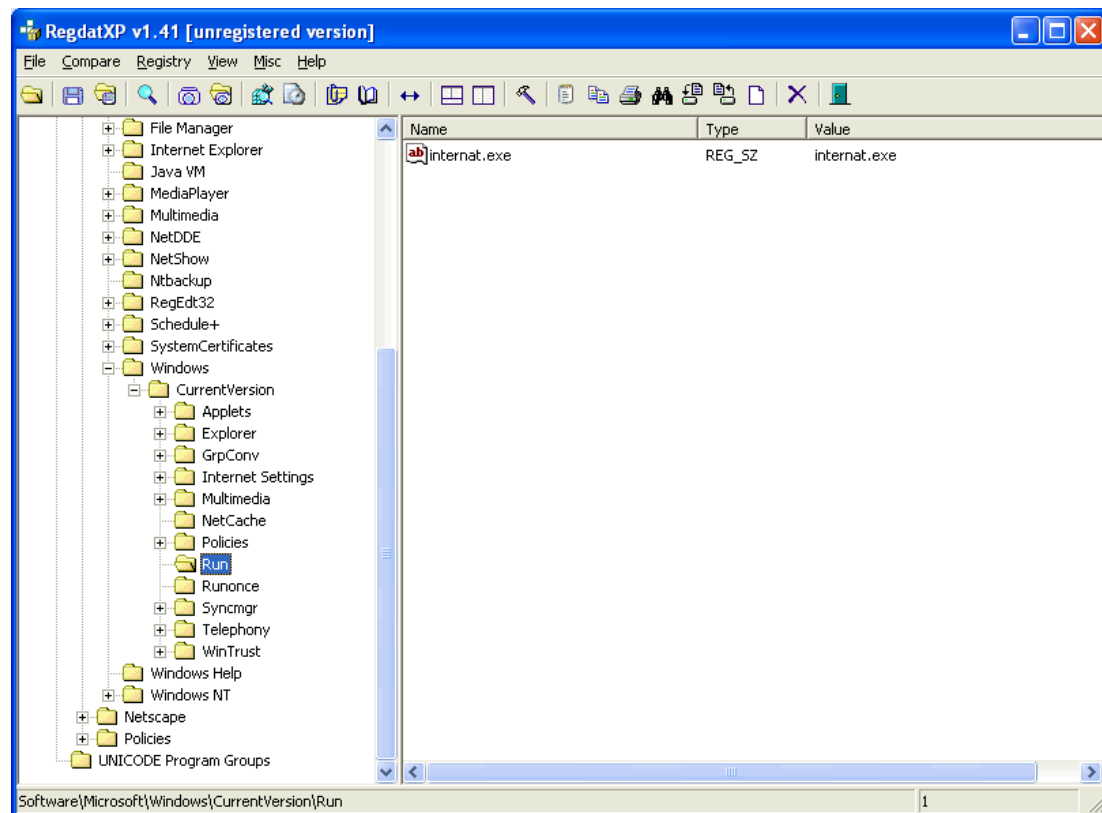 RegdatXP v1.41 [unregistered version]
File Compare Registry View Misc Help
File Manager
Internet Explorer
Java VM
MediaPlayer
Multimedia
NetDDE
NetShow
Ntbackup
RegEdt32
Schedule+
SystemCertificates
Windows
CurrentVersion
Applets
Explorer
GrpConv
Internet Settings
Multimedia
NetCache
Policies
Run
Runonce
Syncmgr
Telephony
WinTrust
Windows Help
Windows NT
Netscape
Policies
UNICODE Program Groups
Name Type Value
ab internat.exe REG_SZ internat.exe
Software\Microsoft\Windows\CurrentVersion\Run 1